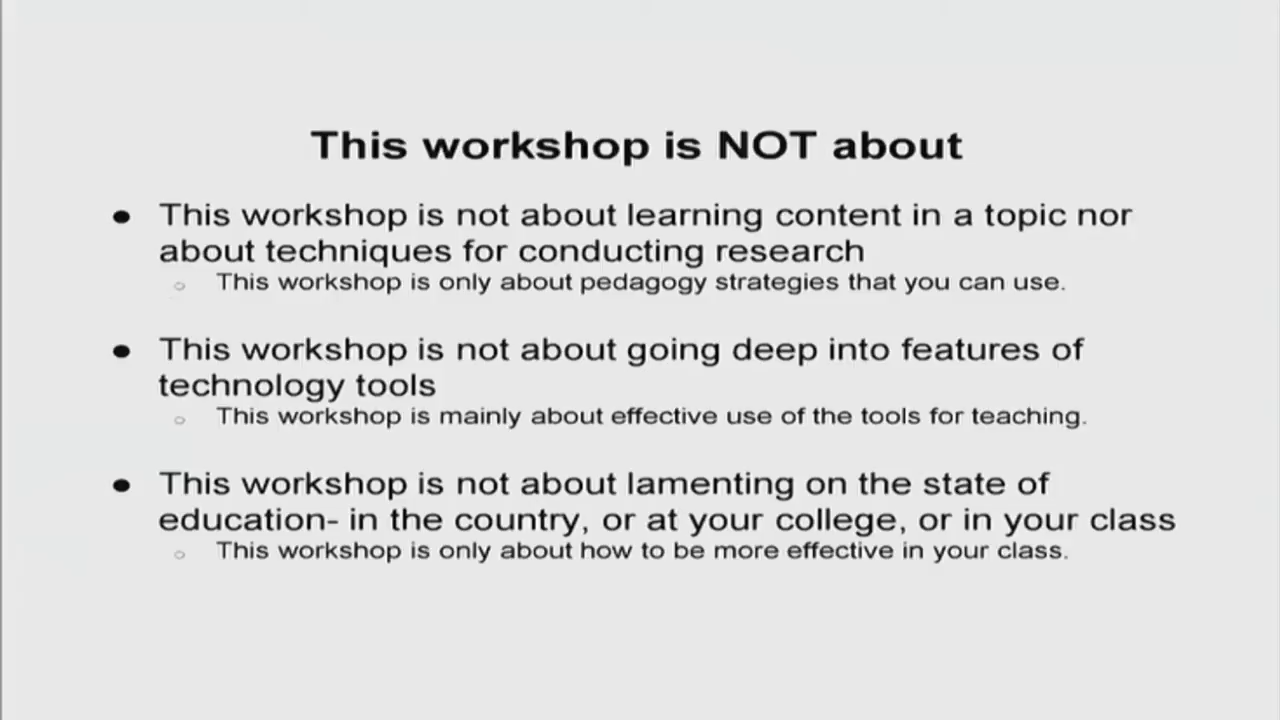 This workshop is NOT about
● This workshop is not about learning content in a topic nor
about techniques for conducting research
○ This workshop is only about pedagogy strategies that you can use.
● This workshop is not about going deep into features of
technology tools
○ This workshop is mainly about effective use of the tools for teaching.
● This workshop is not about lamenting on the state of
education- in the country, or at your college, or in your class
○ This workshop is only about how to be more effective in your class.